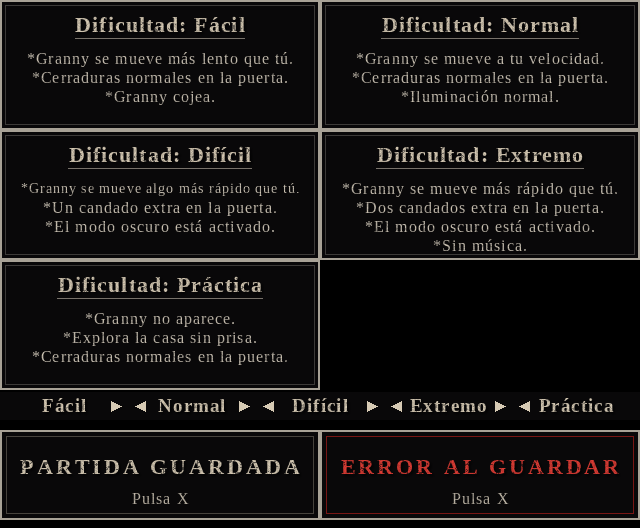 Dificultad: Fácil
*Granny se mueve más lento que tú.
*Cerraduras normales en la puerta.
*Granny cojea.
Dificultad: Normal
*Granny se mueve a tu velocidad.
*Cerraduras normales en la puerta.
*Iluminación normal.
Dificultad: Difícil
*Granny se mueve algo más rápido que tú.
*Un candado extra en la puerta.
*El modo oscuro está activado.
Dificultad: Extremo
*Granny se mueve más rápido que tú.
*Dos candados extra en la puerta.
*El modo oscuro está activado.
*Sin música.
Dificultad: Práctica
*Granny no aparece.
*Explora la casa sin prisa.
*Cerraduras normales en la puerta.
Fácil ► ◄ Normal ► ◄ Difícil ► ◄ Extremo ► ◄ Práctica
PARTIDA GUARDADA
Pulsa X
ERROR AL GUARDAR
Pulsa X